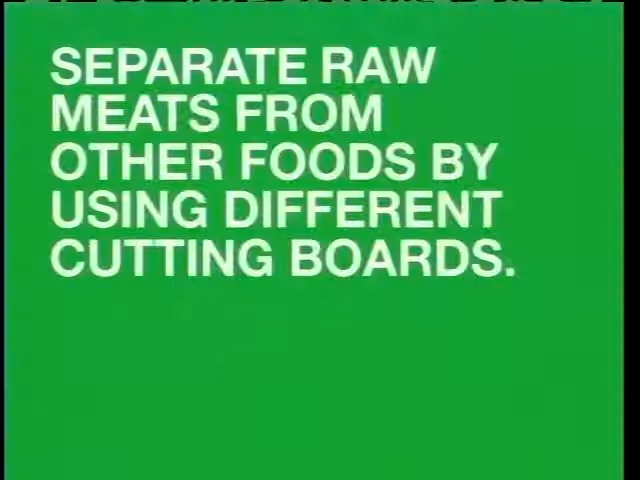 SEPARATE RAW
MEATS FROM
OTHER FOODS BY
USING DIFFERENT
CUTTING BOARDS.